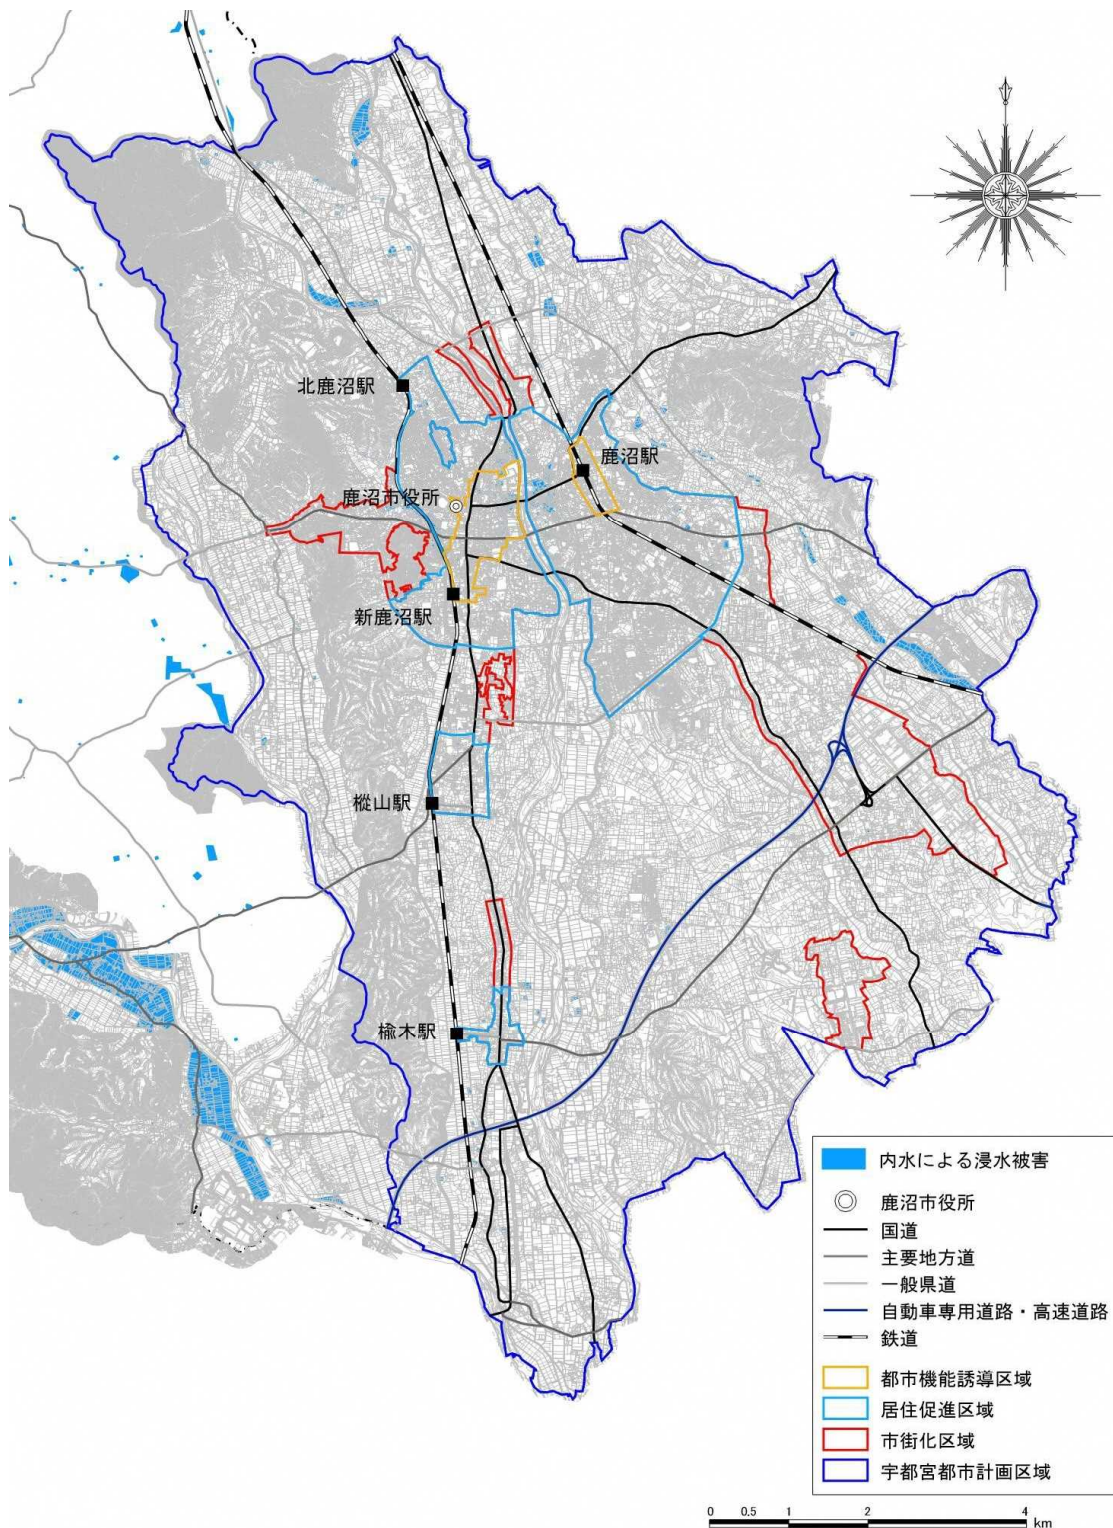 北鹿沼駅
鹿沼駅
鹿沼市役所
新鹿沼駅
樅山駅
楡木駅
内水による浸水被害
鹿沼市役所
国道
主要地方道
一般県道
自動車専用道路・高速道路
鉄道
都市機能誘導区域
居住促進区域
市街化区域
宇都宮都市計画区域
0 0.5 1 2 4
km